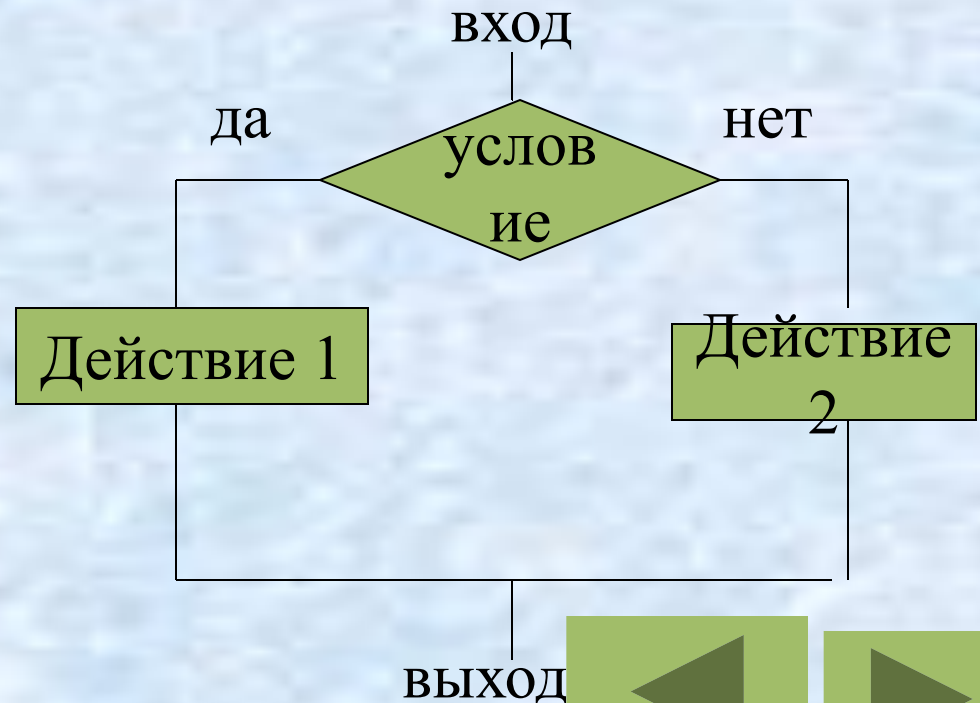 вход
да
нет
услов
ие
Действие 1
Действие
2
выход